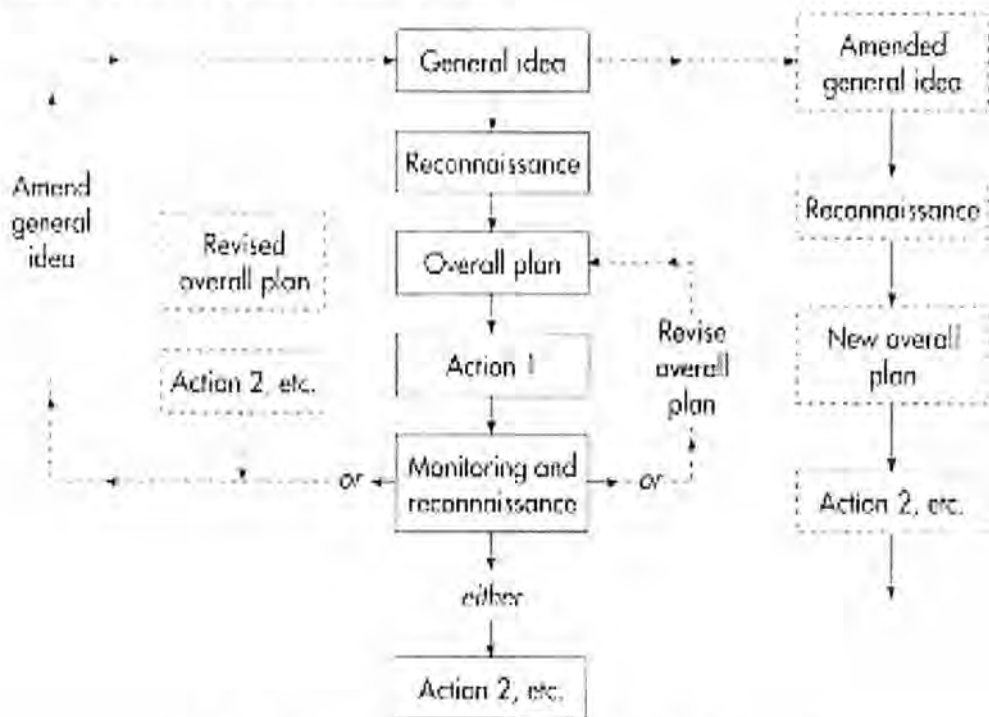 General idea
Amended
general idea
Reconnaissance
Amend
general
idea
Reconnaissance
Revised
overall plan
Overall plan
Revise
overall
plan
New overall
plan
Action 1
Action 2, etc.
or
Monitoring and
reconnaissance
or
Action 2, etc.
either
Action 2, etc.